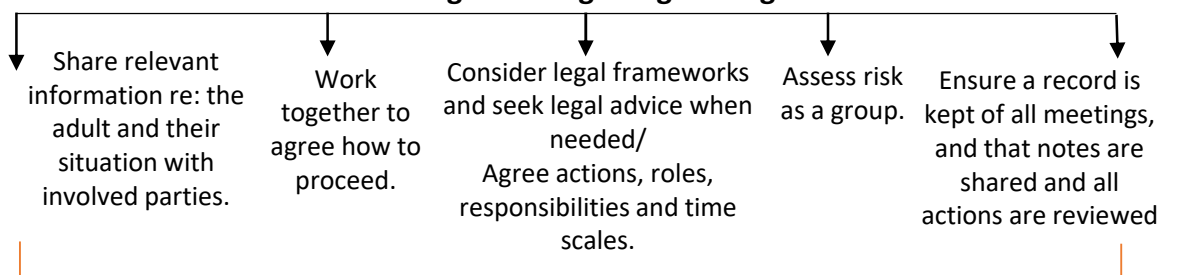 Share relevant
information re: the
adult and their
situation with
involved parties.
Work
together to
agree how to
proceed.
Consider legal frameworks
and seek legal advice when
needed/
Agree actions, roles,
responsibilities and time
scales.
Assess risk
as a group.
Ensure a record is
kept of all meetings,
and that notes are
shared and all
actions are reviewed